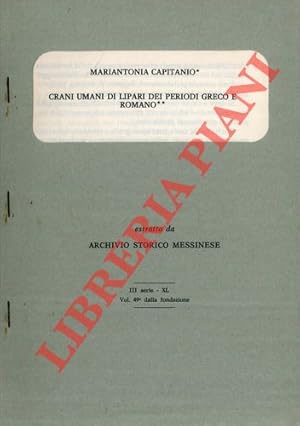 MARIANTONIA CAPITANIO*
CRANI UMANI DI LIPARI DEI PERIODI GRECO E
ROMANO**
estratto da
ARCHIVIO STORICO MESSINESE
III serie - XL
Vol. 49º dalla fondazione
LIBRERIA PIANI